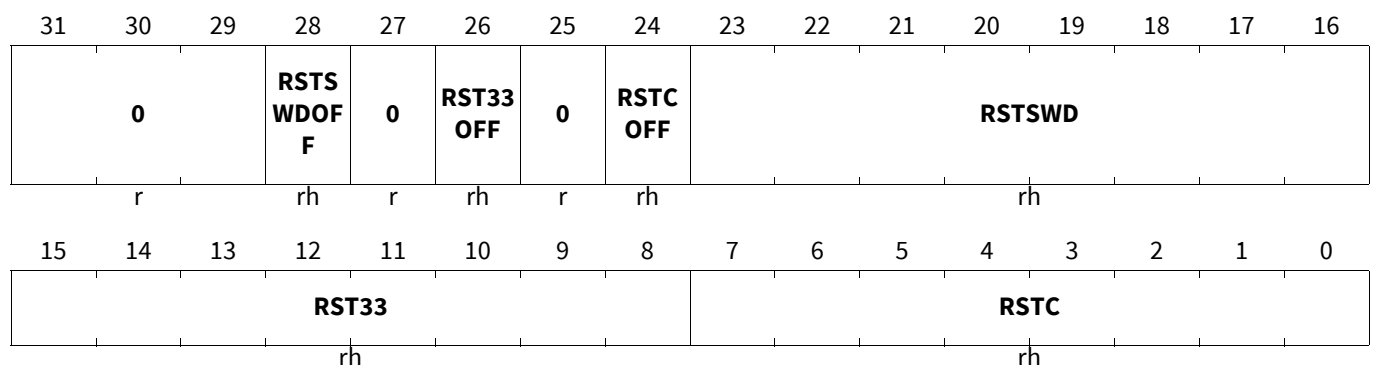 31 30 29 28 27 26 25 24 23 22 21 20 19 18 17 16
0 RSTS WDOF F 0 RST33 OFF 0 RSTC OFF RSTSWD
r rh r rh r rh rh
15 14 13 12 11 10 9 8 7 6 5 4 3 2 1 0
RST33 RSTC
rh rh